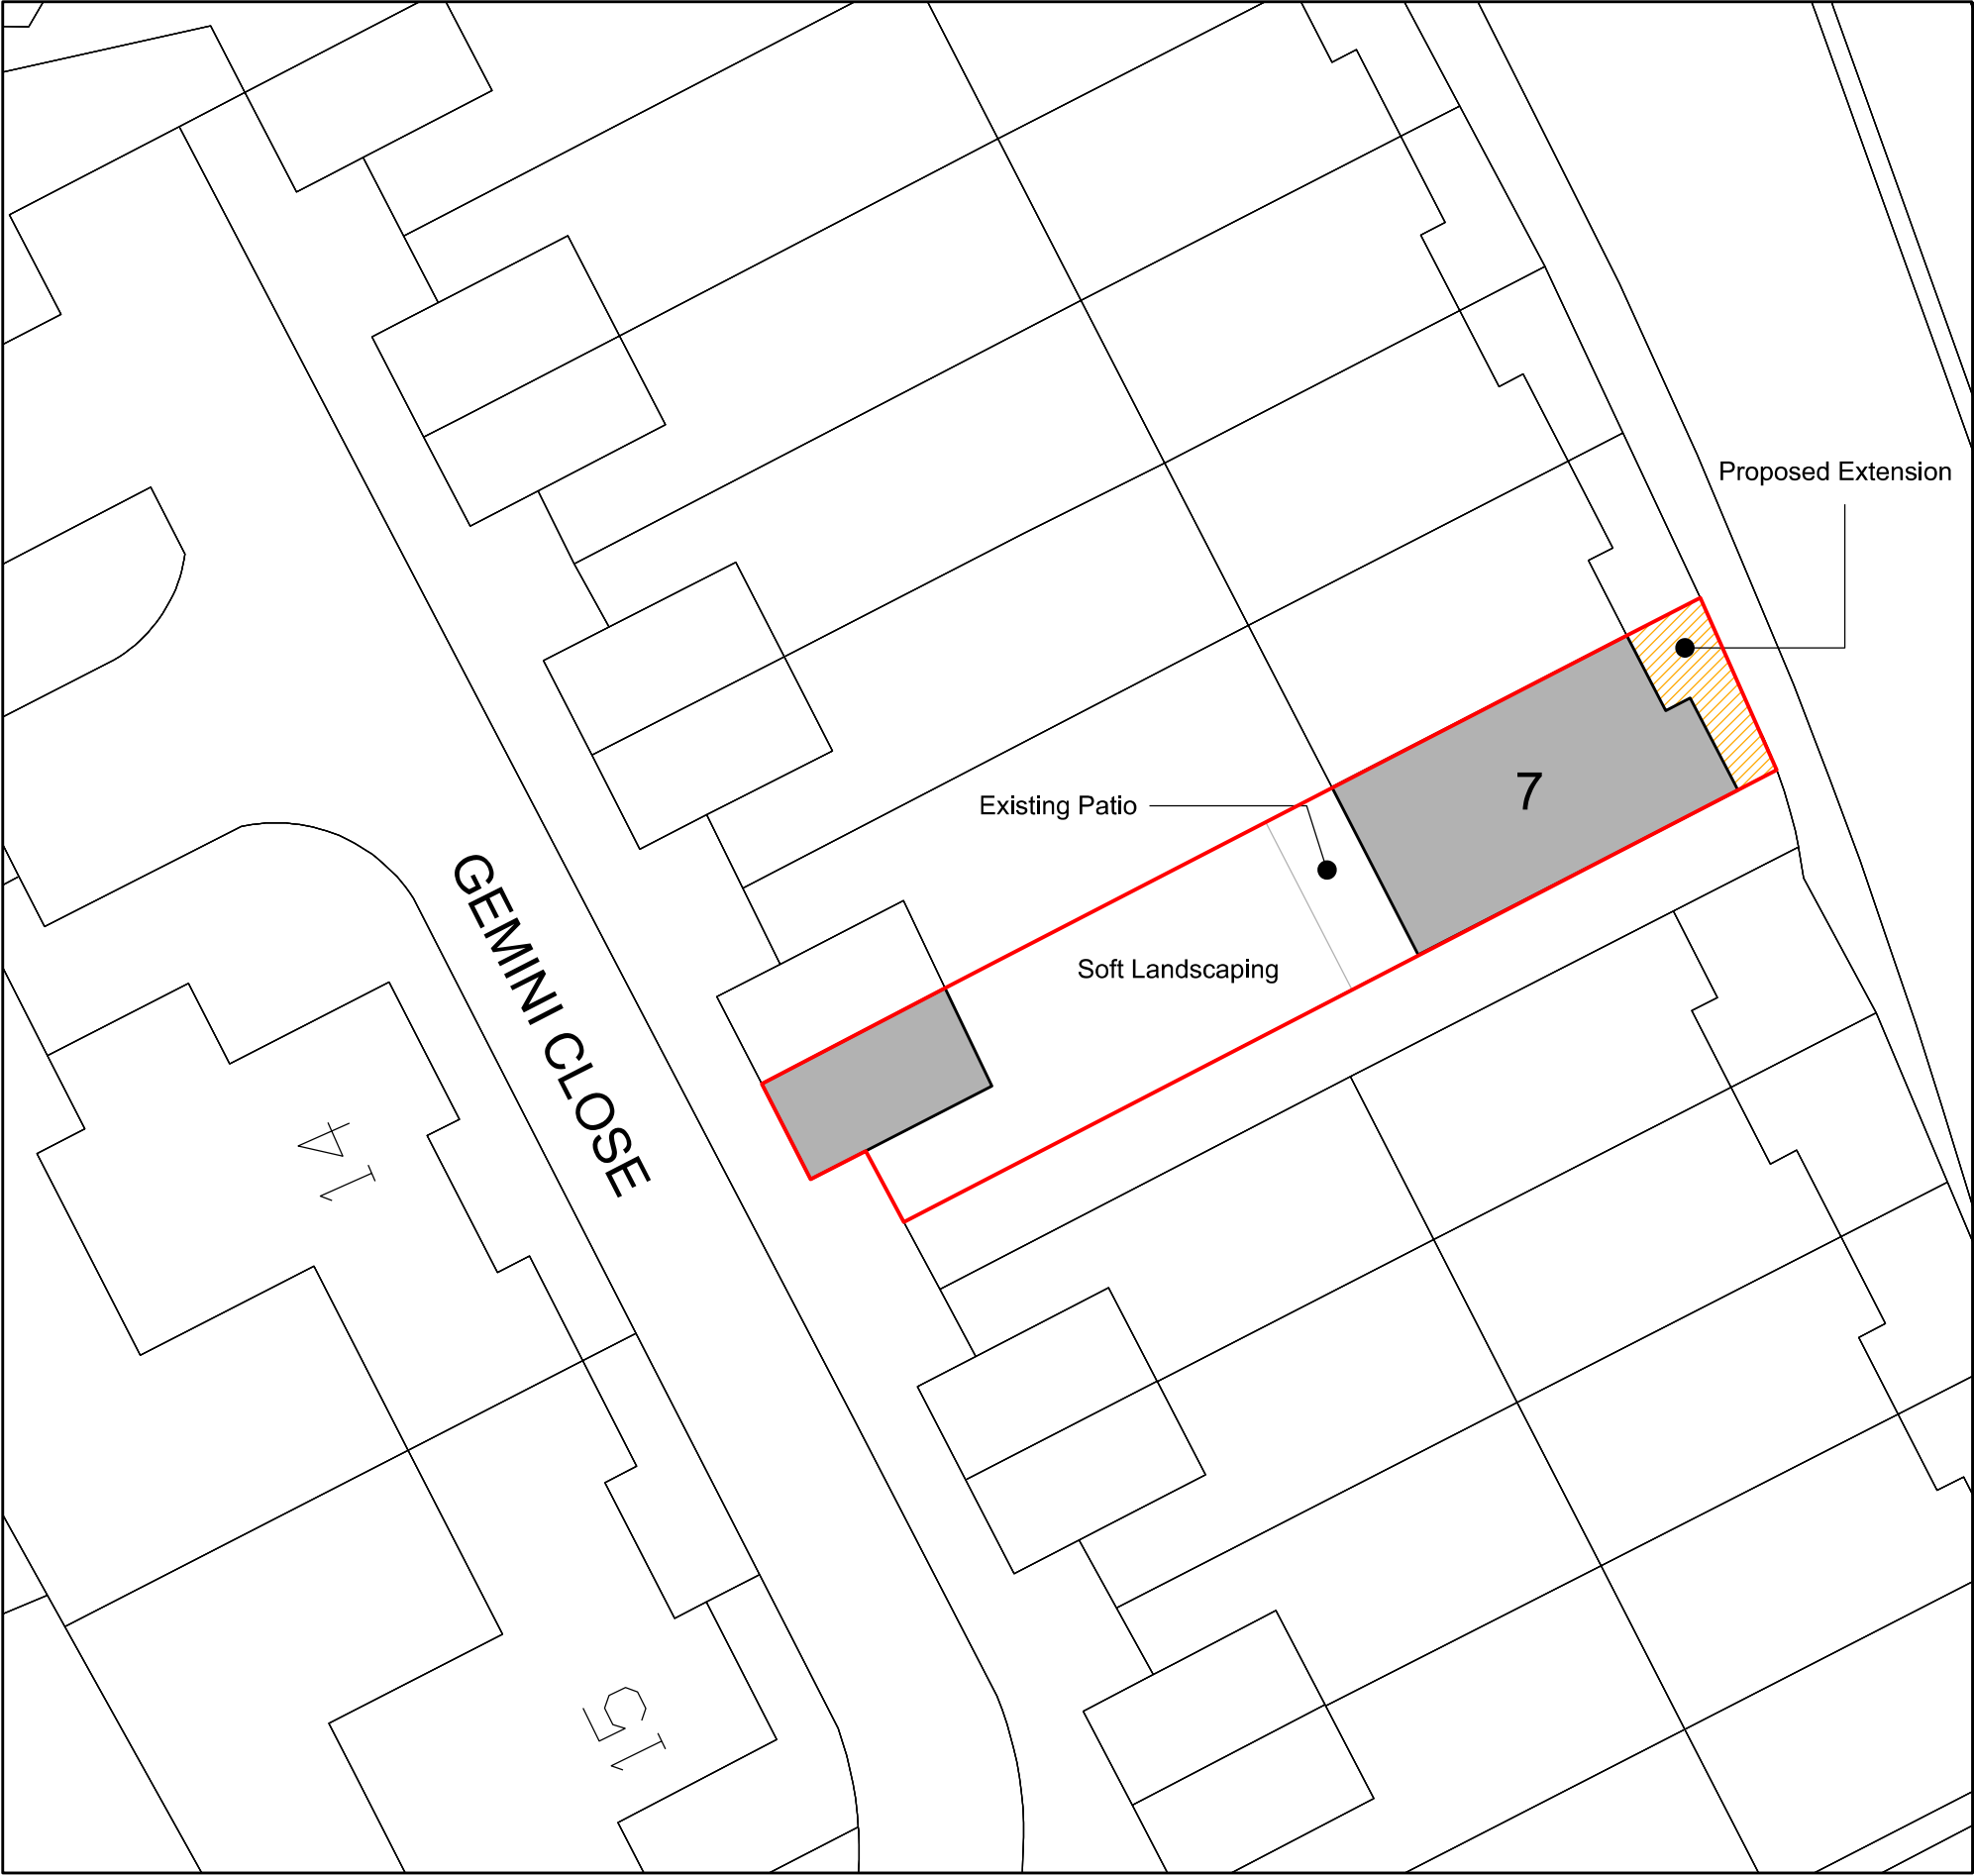 Proposed Extension
7
Existing Patio
Soft Landscaping
GEMINI CLOSE
14
15